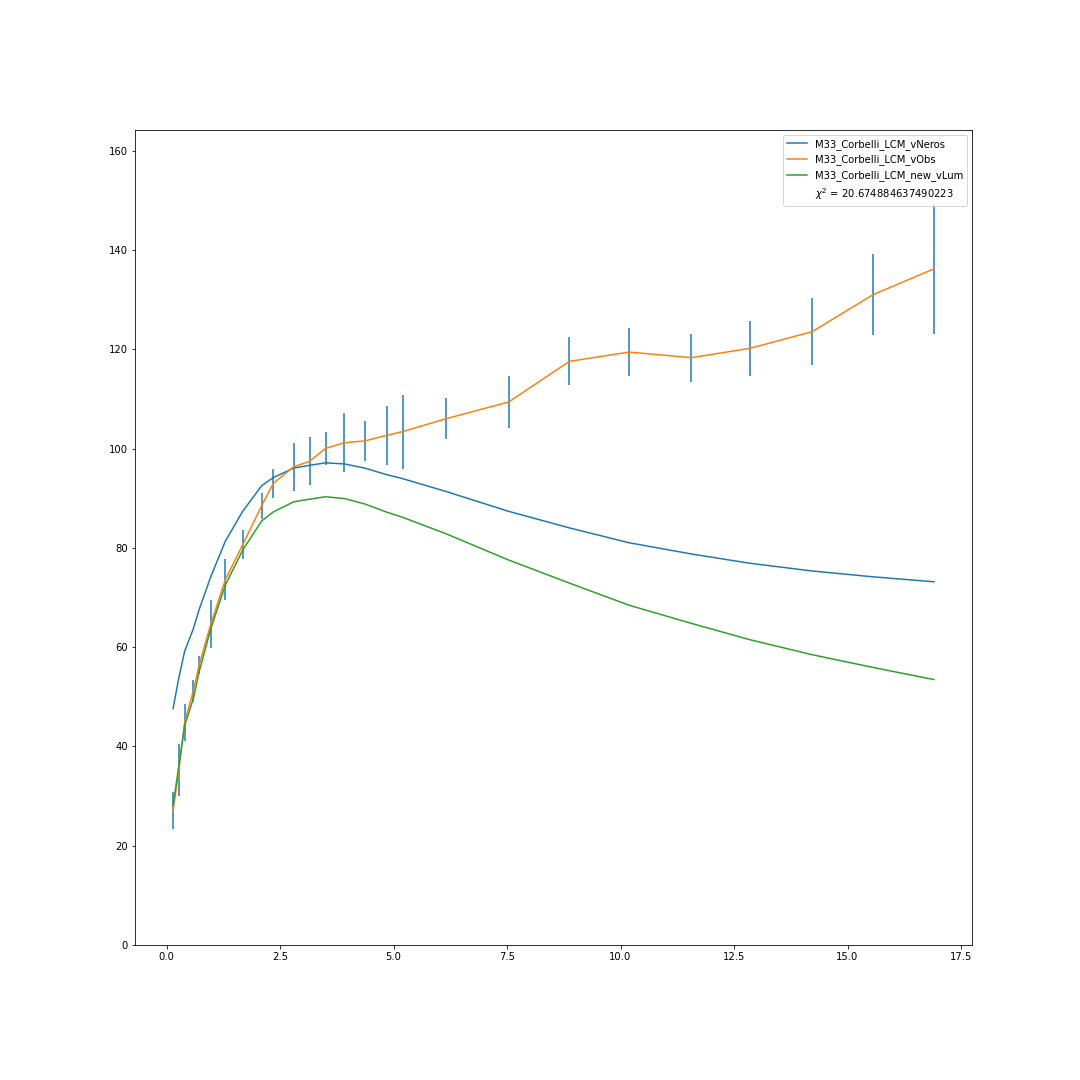 M33_Corbelli_LCM_vNeros
M33_Corbelli_LCM_vObs
M33_Corbelli_LCM_new_vLum
χ² = 20.674884637490223
160
140
120
100
80
60
40
20
0
0.0 2.5 5.0 7.5 10.0 12.5 15.0 17.5